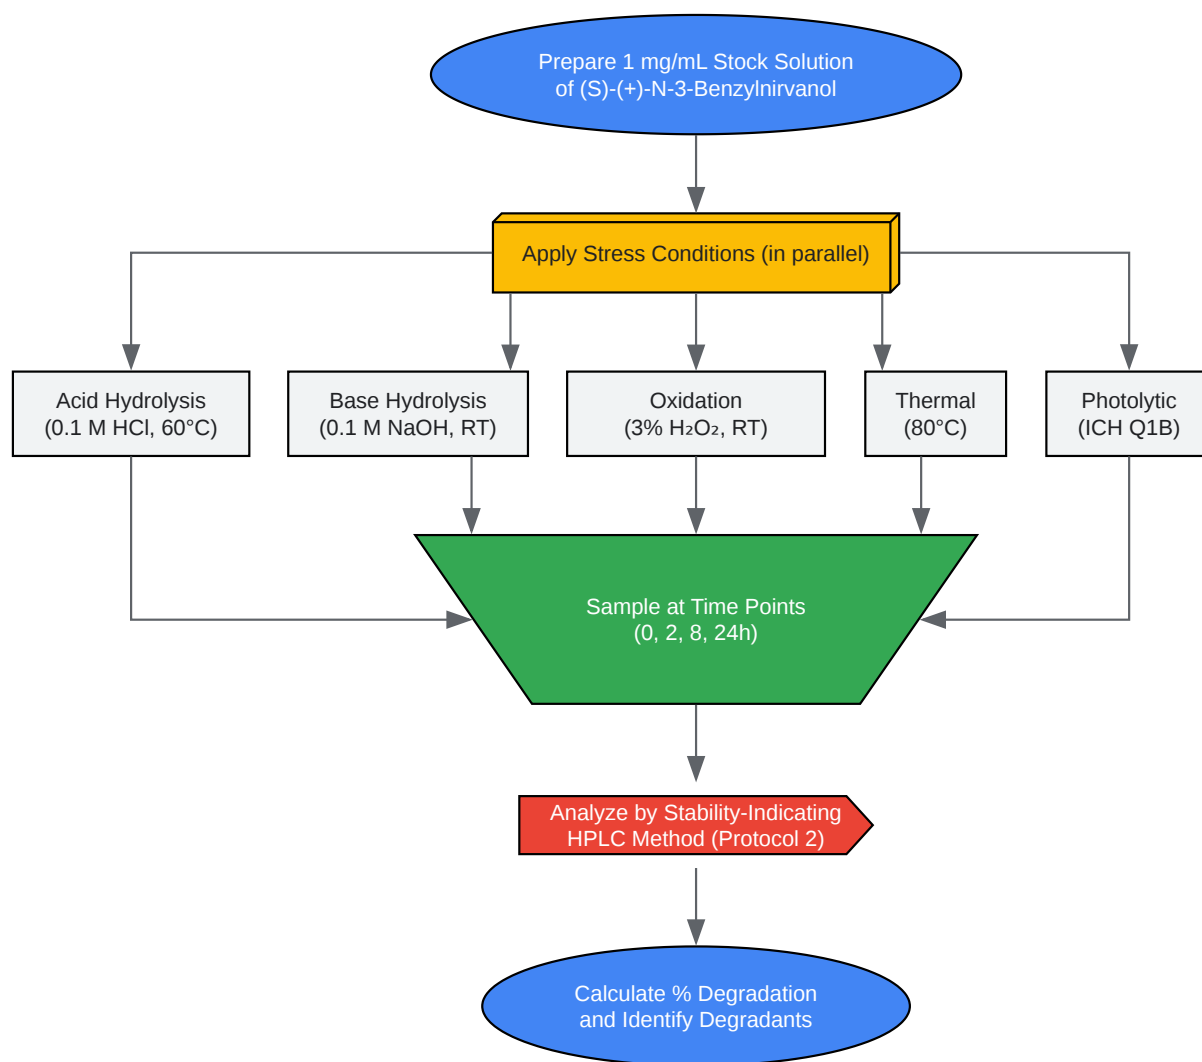 Prepare 1 mg/mL Stock Solution
of (S)-(+)-N-3-Benzylnirvanol
Apply Stress Conditions (in parallel)
Acid Hydrolysis
(0.1 M HCl, 60°C)
Base Hydrolysis
(0.1 M NaOH, RT)
Oxidation
(3% H₂O₂, RT)
Thermal
(80°C)
Photolytic
(ICH Q1B)
Sample at Time Points
(0, 2, 8, 24h)
Analyze by Stability-Indicating
HPLC Method (Protocol 2)
Calculate % Degradation
and Identify Degradants